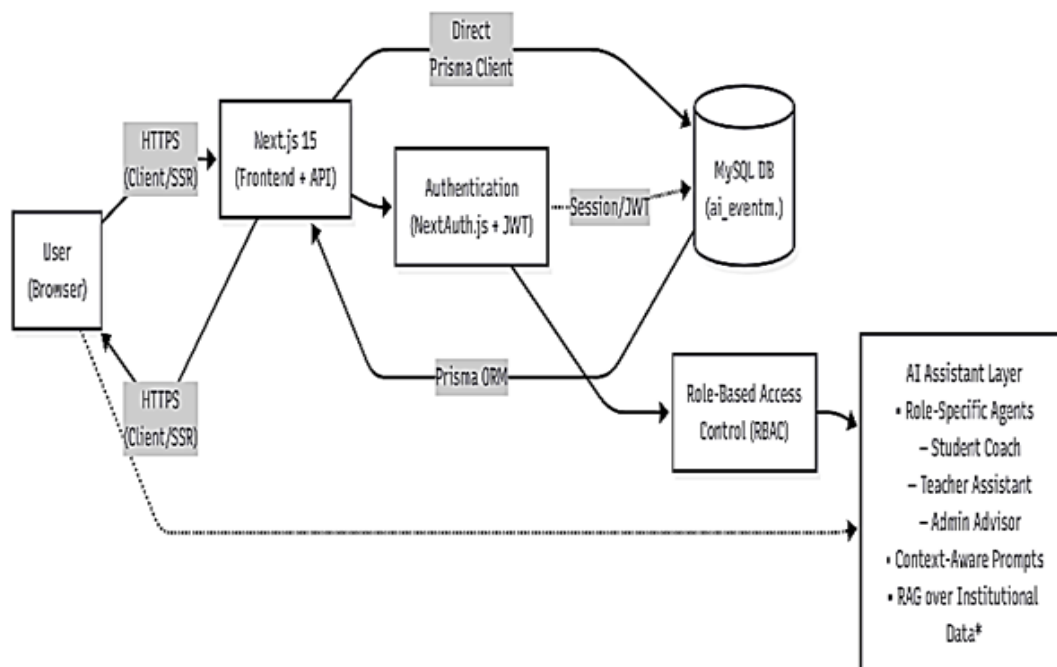 Direct
Prisma Client
HTTPS
(Client/SSR)
Next.js 15
(Frontend + API)
Authentication
(NextAuth.js + JWT)
Session/JWT
MySQL DB
(ai_eventm.)
User
(Browser)
HTTPS
(Client/SSR)
Prisma ORM
Role-Based Access
Control (RBAC)
AI Assistant Layer
• Role-Specific Agents
– Student Coach
– Teacher Assistant
– Admin Advisor
• Context-Aware Prompts
• RAG over Institutional
Data*